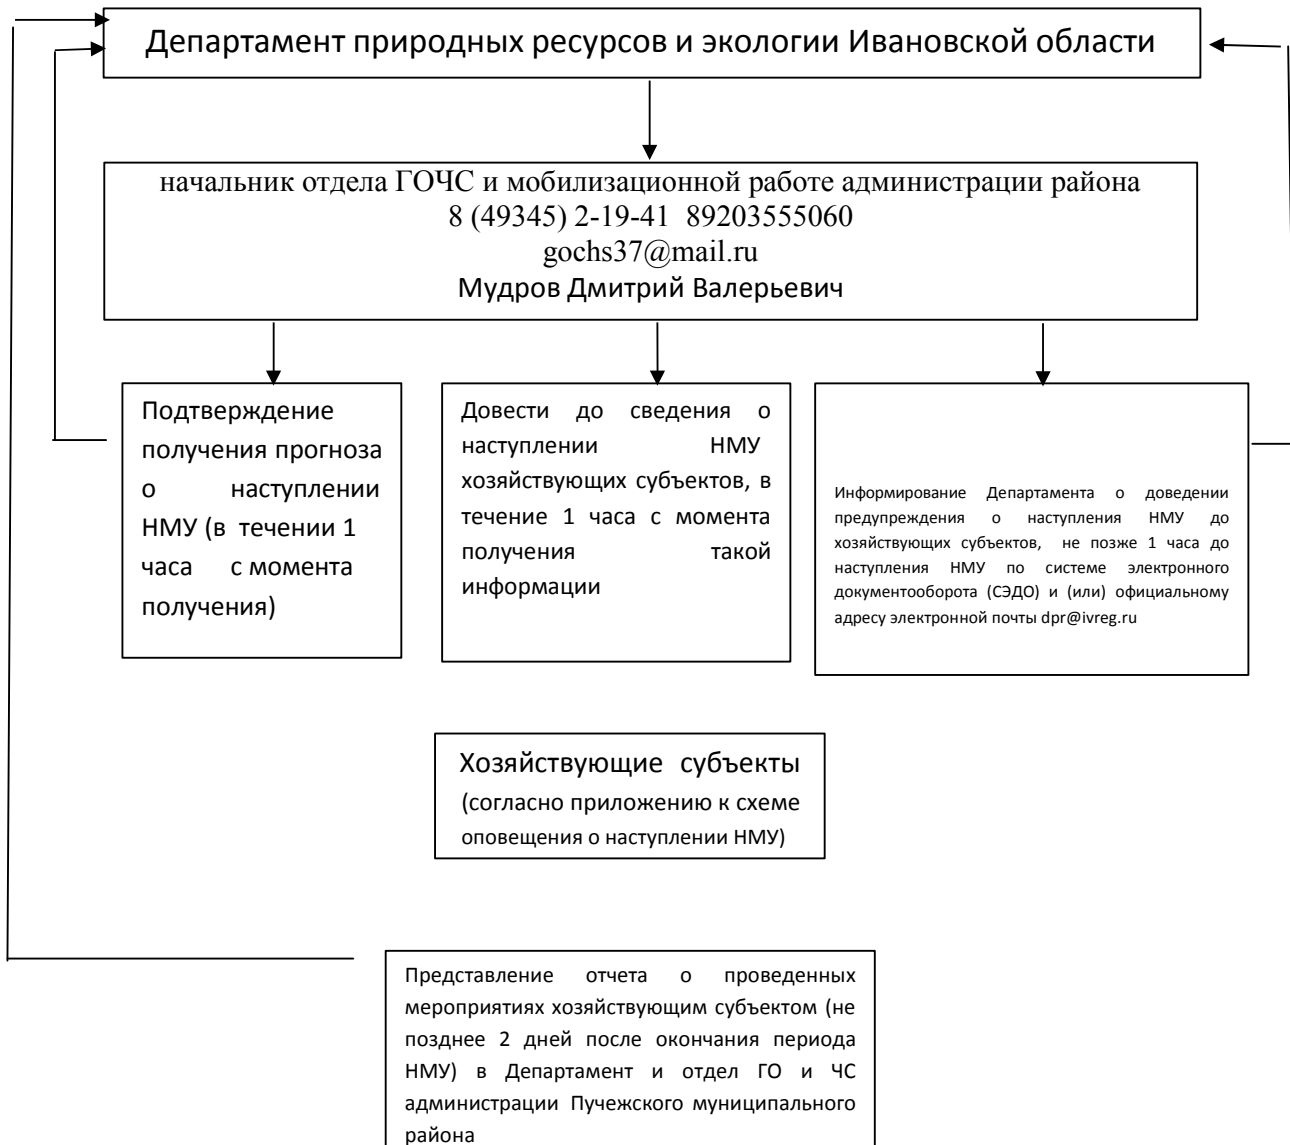 Департамент природных ресурсов и экологии Ивановской области
начальник отдела ГОЧС и мобилизационной работе администрации района
8 (49345) 2-19-41 89203555060
gochs37@mail.ru
Мудров Дмитрий Валерьевич
Подтверждение
получения прогноза
о наступлении
НМУ (в течении 1
часа с момента
получения)
Довести до сведения о
наступлении НМУ
хозяйствующих субъектов, в
течение 1 часа с момента
получения такой
информации
Информирование Департамента о доведении
предупреждения о наступления НМУ до
хозяйствующих субъектов, не позже 1 часа до
наступления НМУ по системе электронного
документооборота (СЭДО) и (или) официальному
адресу электронной почты dpr@ivreg.ru
Хозяйствующие субъекты
(согласно приложению к схеме
оповещения о наступлении НМУ)
Представление отчета о проведенных
мероприятиях хозяйствующим субъектом (не
позднее 2 дней после окончания периода
НМУ) в Департамент и отдел ГО и ЧС
администрации Пучежского муниципального
района